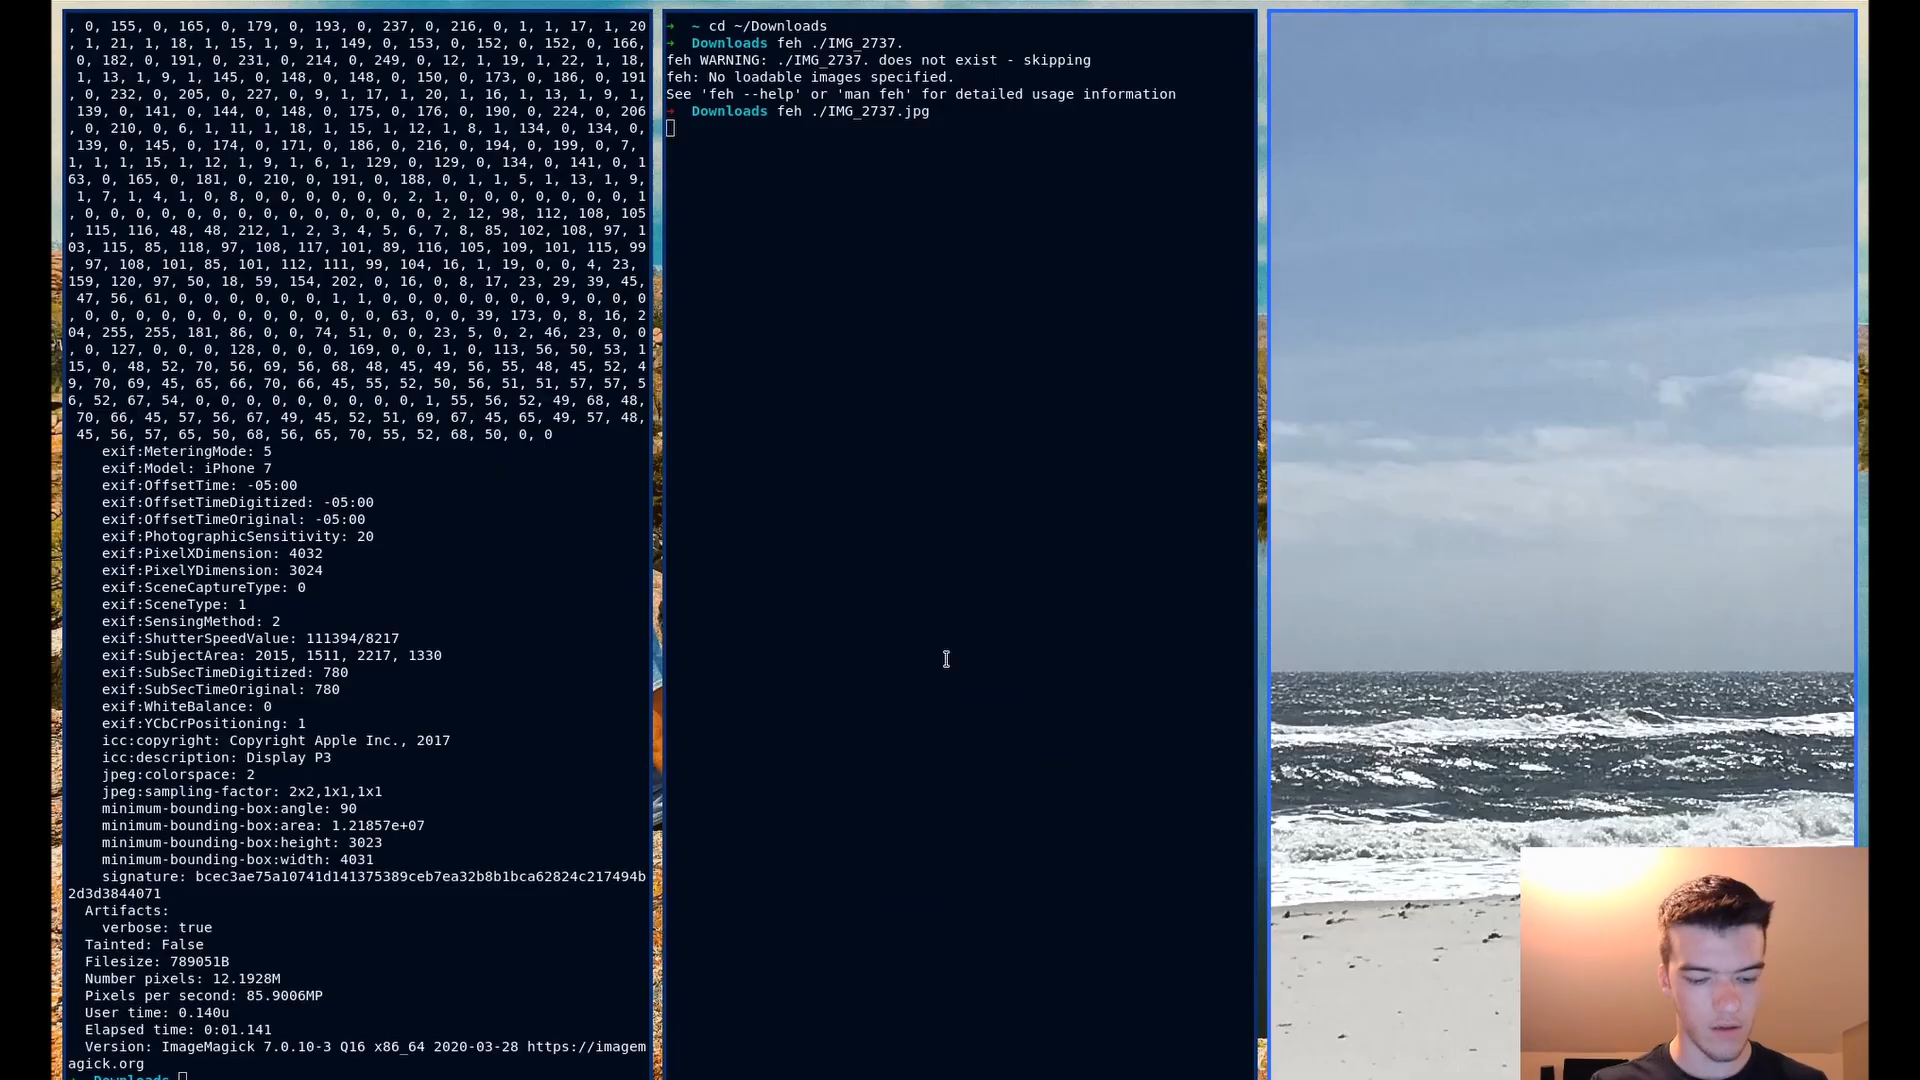 , 0, 155, 0, 165, 0, 179, 0, 193, 0, 237, 0, 216, 0, 1, 1, 17, 1, 20
, 1, 21, 1, 18, 1, 15, 1, 9, 1, 149, 0, 153, 0, 152, 0, 152, 0, 166,
0, 182, 0, 191, 0, 231, 0, 214, 0, 249, 0, 12, 1, 19, 1, 22, 1, 18,
1, 13, 1, 9, 1, 145, 0, 148, 0, 148, 0, 150, 0, 173, 0, 186, 0, 191
, 0, 232, 0, 205, 0, 227, 0, 9, 1, 17, 1, 20, 1, 16, 1, 13, 1, 9, 1,
139, 0, 141, 0, 144, 0, 148, 0, 175, 0, 176, 0, 190, 0, 224, 0, 206
, 0, 210, 0, 6, 1, 11, 1, 18, 1, 15, 1, 12, 1, 8, 1, 134, 0, 134, 0,
139, 0, 145, 0, 174, 0, 171, 0, 186, 0, 216, 0, 194, 0, 199, 0, 7,
1, 1, 1, 15, 1, 12, 1, 9, 1, 6, 1, 129, 0, 129, 0, 134, 0, 141, 0, 1
63, 0, 165, 0, 181, 0, 210, 0, 191, 0, 188, 0, 1, 1, 5, 1, 13, 1, 9,
1, 7, 1, 4, 1, 0, 8, 0, 0, 0, 0, 0, 0, 2, 1, 0, 0, 0, 0, 0, 0, 0, 1
, 0, 0, 0, 0, 0, 0, 0, 0, 0, 0, 0, 0, 0, 0, 2, 12, 98, 112, 108, 105
, 115, 116, 48, 48, 212, 1, 2, 3, 4, 5, 6, 7, 8, 85, 102, 108, 97, 1
03, 115, 85, 118, 97, 108, 117, 101, 89, 116, 105, 109, 101, 115, 99
, 97, 108, 101, 85, 101, 112, 111, 99, 104, 16, 1, 19, 0, 0, 4, 23,
159, 120, 97, 50, 18, 59, 154, 202, 0, 16, 0, 8, 17, 23, 29, 39, 45,
47, 56, 61, 0, 0, 0, 0, 0, 0, 1, 1, 0, 0, 0, 0, 0, 0, 0, 9, 0, 0, 0
, 0, 0, 0, 0, 0, 0, 0, 0, 0, 0, 0, 0, 63, 0, 0, 39, 173, 0, 8, 16, 2
04, 255, 255, 181, 86, 0, 0, 74, 51, 0, 0, 23, 5, 0, 2, 46, 23, 0, 0
, 0, 127, 0, 0, 0, 128, 0, 0, 0, 169, 0, 0, 1, 0, 113, 56, 50, 53, 1
15, 0, 48, 52, 70, 56, 69, 56, 68, 48, 45, 49, 56, 55, 48, 45, 52, 4
9, 70, 69, 45, 65, 66, 70, 66, 45, 55, 52, 50, 56, 51, 51, 57, 57, 5
6, 52, 67, 54, 0, 0, 0, 0, 0, 0, 0, 0, 1, 55, 56, 52, 49, 68, 48,
70, 66, 45, 57, 56, 67, 49, 45, 52, 51, 69, 67, 45, 65, 49, 57, 48,
45, 56, 57, 65, 50, 68, 56, 65, 70, 55, 52, 68, 50, 0, 0
exif:MeteringMode: 5
exif:Model: iPhone 7
exif:OffsetTime: -05:00
exif:OffsetTimeDigitized: -05:00
exif:OffsetTimeOriginal: -05:00
exif:PhotographicSensitivity: 20
exif:PixelXDimension: 4032
exif:PixelYDimension: 3024
exif:SceneCaptureType: 0
exif:SceneType: 1
exif:SensingMethod: 2
exif:ShutterSpeedValue: 111394/8217
exif:SubjectArea: 2015, 1511, 2217, 1330
exif:SubSecTimeDigitized: 780
exif:SubSecTimeOriginal: 780
exif:WhiteBalance: 0
exif:YCbCrPositioning: 1
icc:copyright: Copyright Apple Inc., 2017
icc:description: Display P3
jpeg:colorspace: 2
jpeg:sampling-factor: 2x2,1x1,1x1
minimum-bounding-box:angle: 90
minimum-bounding-box:area: 1.21857e+07
minimum-bounding-box:height: 3023
minimum-bounding-box:width: 4031
signature: bcec3ae75a10741d141375389ceb7ea32b8b1bca62824c217494b
2d3d3844071
Artifacts:
verbose: true
Tainted: False
Filesize: 789051B
Number pixels: 12.1928M
Pixels per second: 85.9006MP
User time: 0.140u
Elapsed time: 0:01.141
Version: ImageMagick 7.0.10-3 Q16 x86_64 2020-03-28 https://imagem
agick.org
→ Downloads
→ ~ cd ~/Downloads
→ Downloads feh ./IMG_2737.
feh WARNING: ./IMG_2737. does not exist - skipping
feh: No loadable images specified.
See 'feh --help' or 'man feh' for detailed usage information
→ Downloads feh ./IMG_2737.jpg